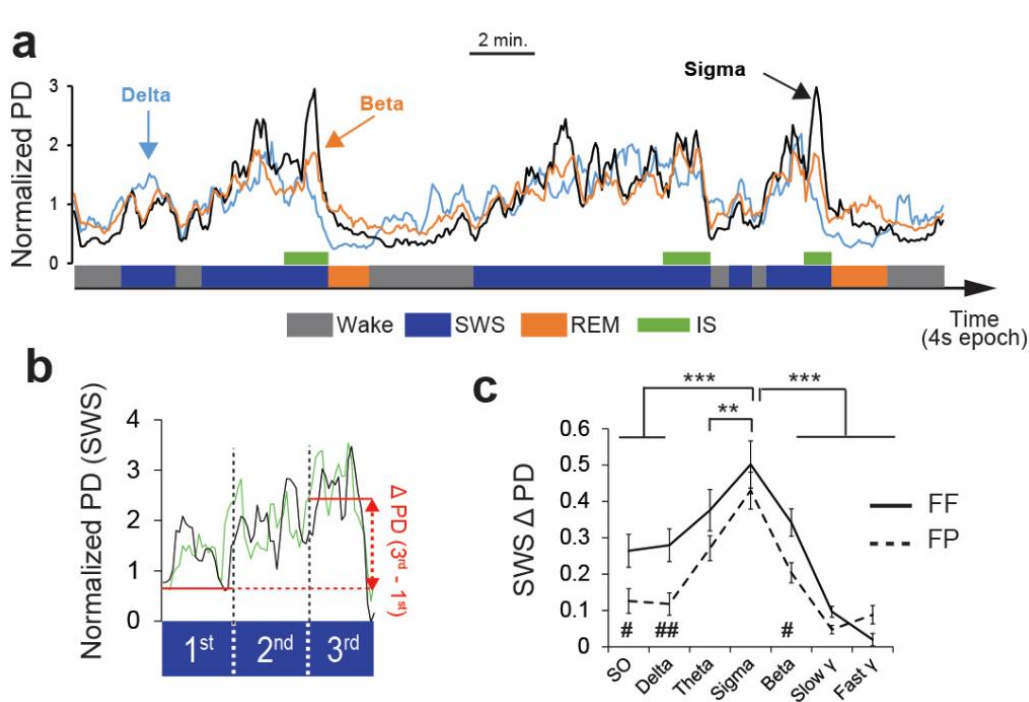 a
2 min.
Normalized PD
3
2
1
0
Delta
Beta
Sigma
Wake
SWS
REM
IS
Time
(4s epoch)
b
Normalized PD (SWS)
4
3
2
1
0
Δ PD (3rd - 1st)
1st
2nd
3rd
c
SWS Δ PD
0.6
0.5
0.4
0.3
0.2
0.1
0
***
***
**
FF
FP
#
##
#
SO
Delta
Theta
Sigma
Beta
Slow γ
Fast γ